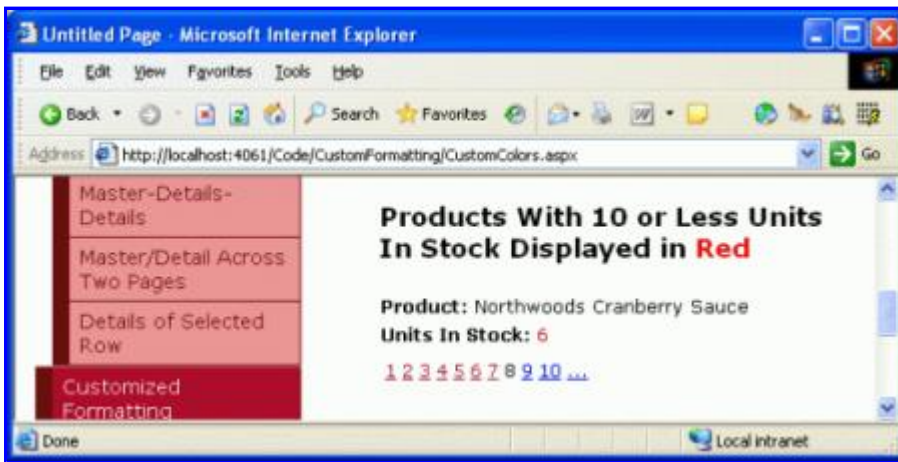 Untitled Page - Microsoft Internet Explorer
File Edit View Favorites Tools Help
Back Search Favorites
Address http://localhost:4061/Code/CustomFormatting/CustomColors.aspx Go
Master-Details-
Details
Master/Detail Across
Two Pages
Details of Selected
Row
Customized
Formatting
Products With 10 or Less Units
In Stock Displayed in Red
Product: Northwoods Cranberry Sauce
Units In Stock: 6
1 2 3 4 5 6 7 8 9 10 ...
Done Local intranet